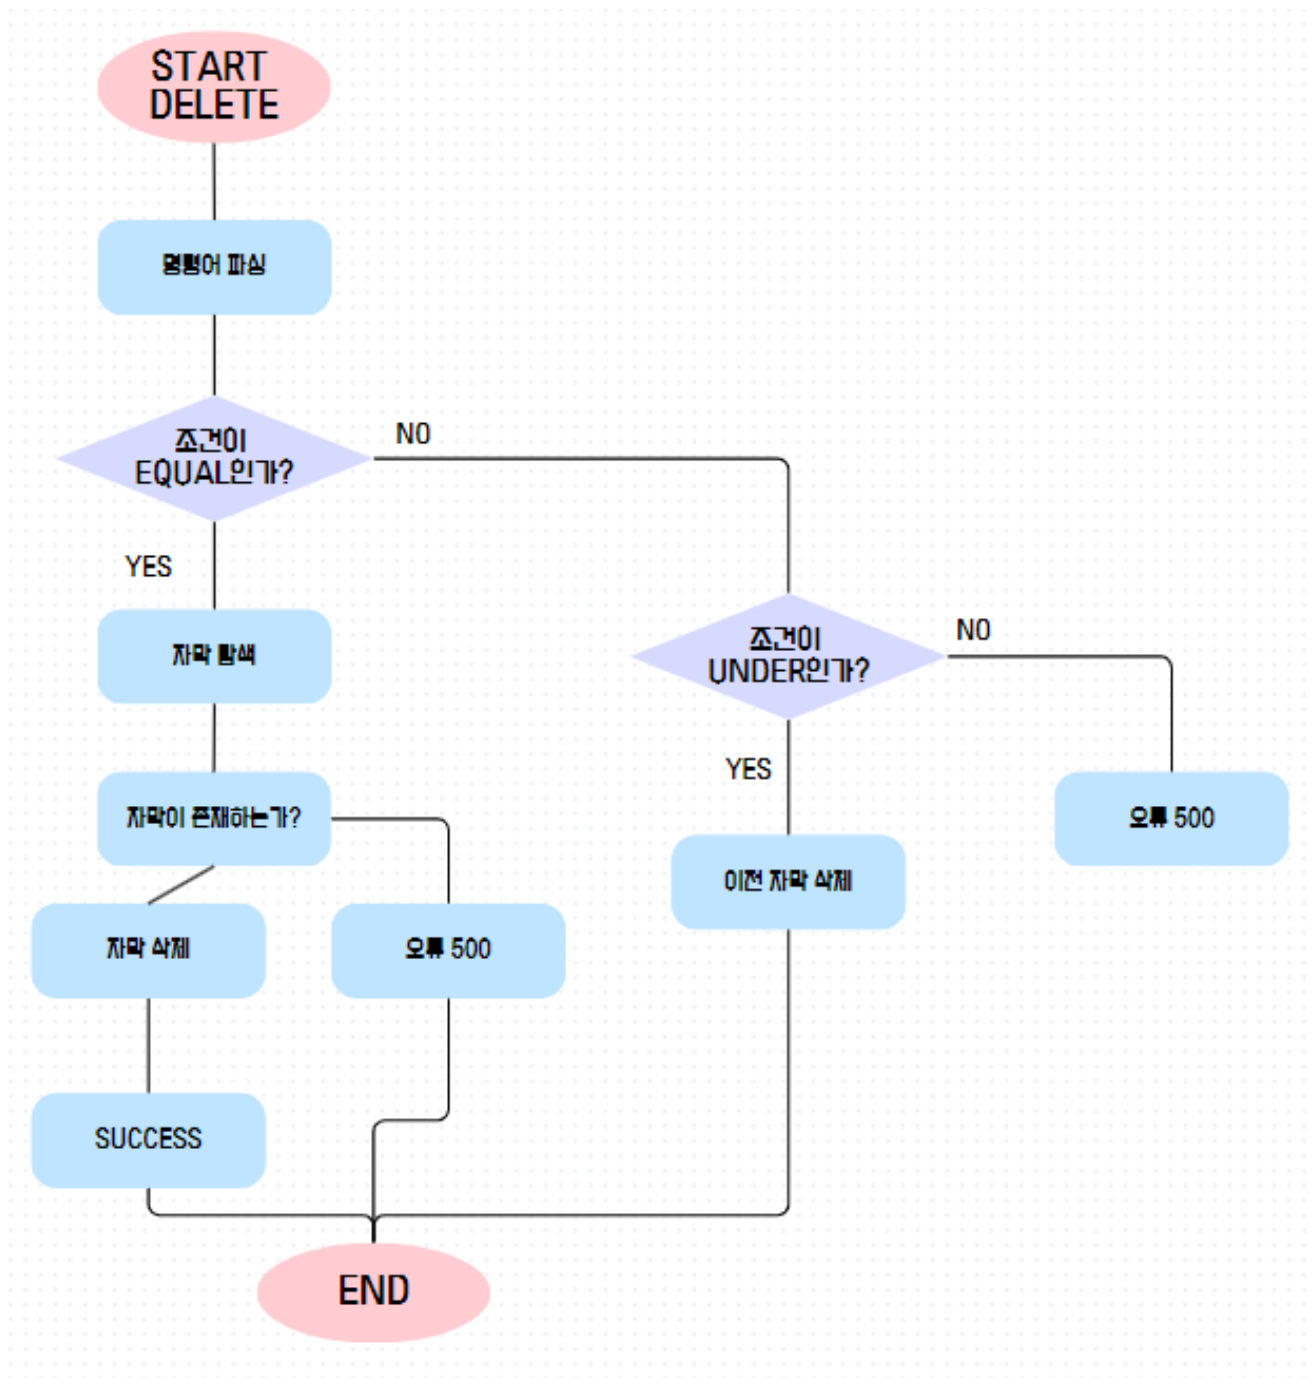 START
DELETE
명령어 파싱
조건이
EQUAL인가?
NO
YES
자막 탐색
조건이
UNDER인가?
NO
YES
자막이 존재하는가?
오류 500
이전 자막 삭제
자막 삭제
오류 500
SUCCESS
END